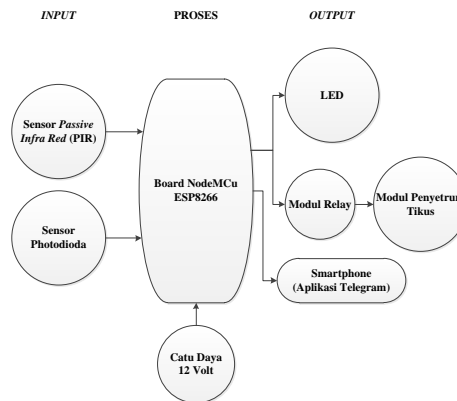 INPUT
PROSES
OUTPUT
Sensor Passive
Infra Red (PIR)
Sensor
Photodioda
Board NodeMCu
ESP8266
Catu Daya
12 Volt
LED
Modul Relay
Modul Penyetrum
Tikus
Smartphone
(Aplikasi Telegram)